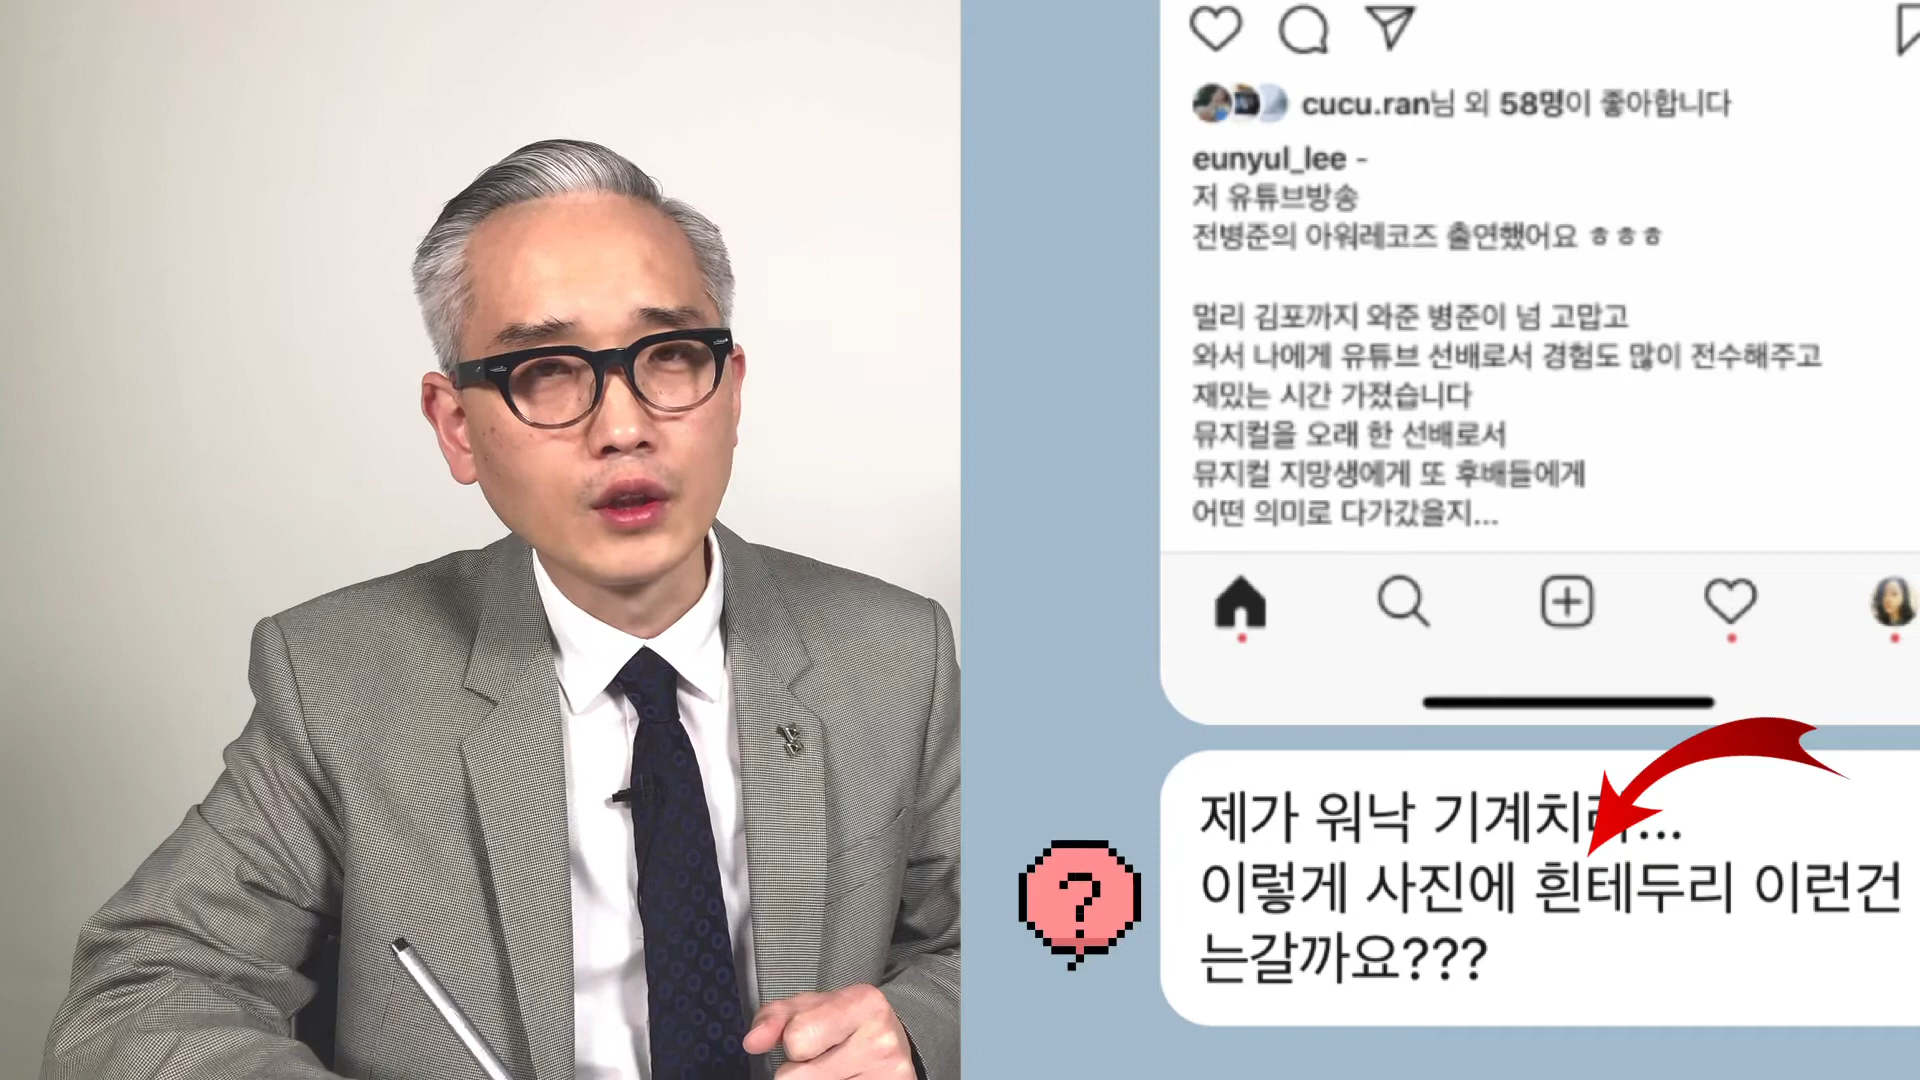 cucu.ran님 외 58명이 좋아합니다
eunyul_lee -
저 유튜브방송
전병준의 아워레코즈 출연했어요 ㅎㅎㅎ
멀리 김포까지 와준 병준이 넘 고맙고
와서 나에게 유튜브 선배로서 경험도 많이 전수해주고
재밌는 시간 가졌습니다
뮤지컬을 오래 한 선배로서
뮤지컬 지망생에게 또 후배들에게
어떤 의미로 다가갔을지...
?
제가 워낙 기계치라...
이렇게 사진에 흰테두리 이런건
는갈까요???